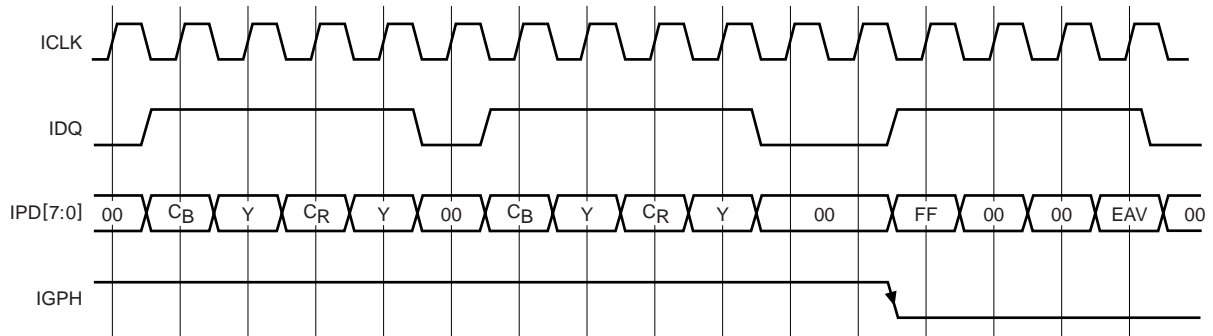 ICLK
IDQ
IPD[7:0] 00 CB Y CR Y 00 CB Y CR Y 00 FF 00 00 EAV 00
IGPH